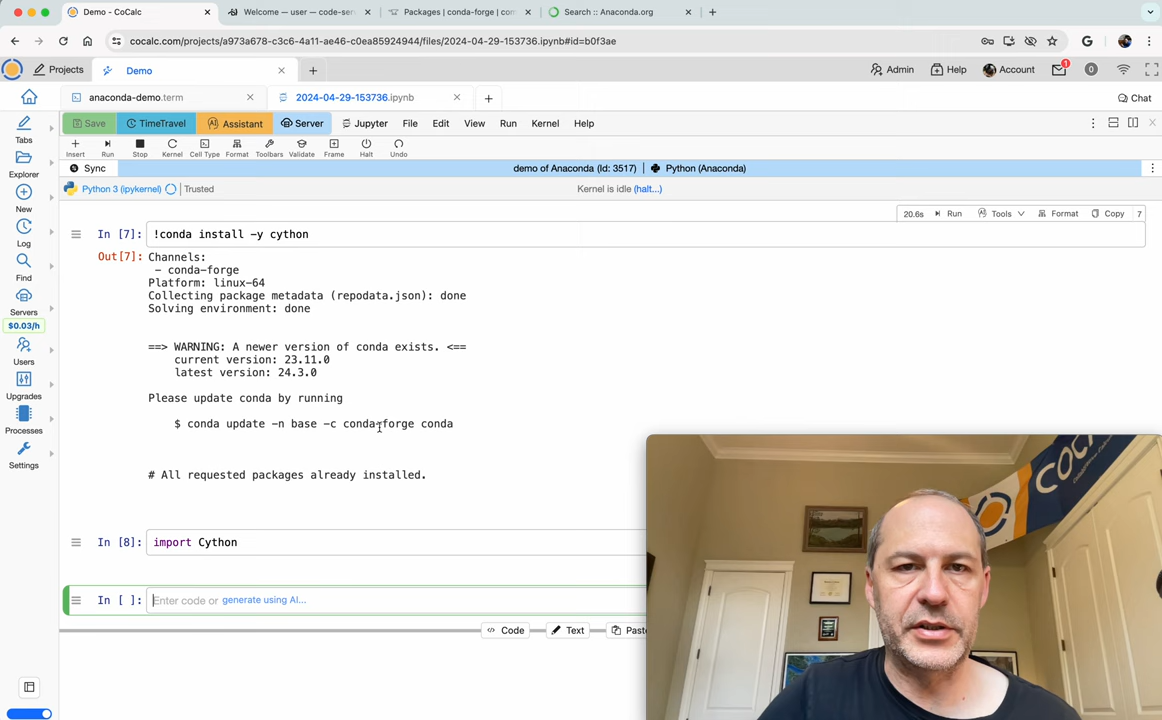 Demo - CoCalc
Welcome — user — code-ser
Packages | conda-forge | com
Search :: Anaconda.org
cocalc.com/projects/a973a678-c3c6-4a11-ae46-c0ea85924944/files/2024-04-29-153736.ipynb#id=b0f3ae
Projects
Demo
Admin
Help
Account
1
0
anaconda-demo.term
2024-04-29-153736.ipynb
Chat
Save
TimeTravel
Assistant
Server
Jupyter
File
Edit
View
Run
Kernel
Help
Insert
Run
Stop
Kernel
Cell Type
Format
Toolbars
Validate
Frame
Halt
Undo
Sync
demo of Anaconda (Id: 3517)
Python (Anaconda)
Python 3 (ipykernel)
Trusted
Kernel is idle (halt...)
Tabs
Explorer
New
Log
Find
Servers
$0.03/h
Users
Upgrades
Processes
Settings
20.6s
Run
Tools
Format
Copy
7
In [7]: !conda install -y cython
Out[7]: Channels:
- conda-forge
Platform: linux-64
Collecting package metadata (repodata.json): done
Solving environment: done
==> WARNING: A newer version of conda exists. <==
current version: 23.11.0
latest version: 24.3.0
Please update conda by running
$ conda update -n base -c conda-forge conda
# All requested packages already installed.
In [8]: import Cython
In [ ]: Enter code or generate using AI...
Code
Text
Paste